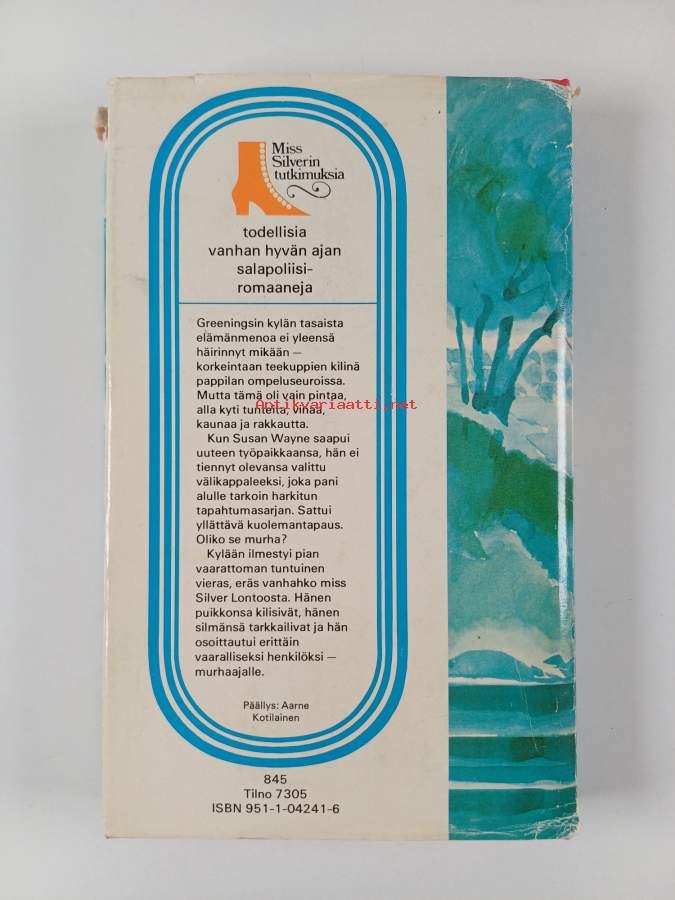 Miss
Silverin
tutkimuksia
todellisia
vanhan hyvän ajan
salapoliisi-
romaaneja
Greeningsin kylän tasaista
elämänmenoa ei yleensä
häirinnyt mikään —
korkeintaan teekuppien kilinä
pappilan ompeluseuroissa.
Mutta tämä oli vain pintaa,
Antikvariaatti.net
alla kyti tunteita, vihaa,
kaunaa ja rakkautta.
Kun Susan Wayne saapui
uuteen työpaikkaansa, hän ei
tiennyt olevansa valittu
välikappaleeksi, joka pani
alulle tarkoin harkitun
tapahtumasarjan. Sattui
yllättävä kuolemantapaus.
Oliko se murha?
Kylään ilmestyi pian
vaarattoman tuntuinen
vieras, eräs vanhahko miss
Silver Lontoosta. Hänen
puikkonsa kilisivät, hänen
silmänsä tarkkailivat ja hän
osoittautui erittäin
vaaralliseksi henkilöksi —
murhaajalle.
Päällys: Aarne
Kotilainen
845
Tilno 7305
ISBN 951-1-04241-6